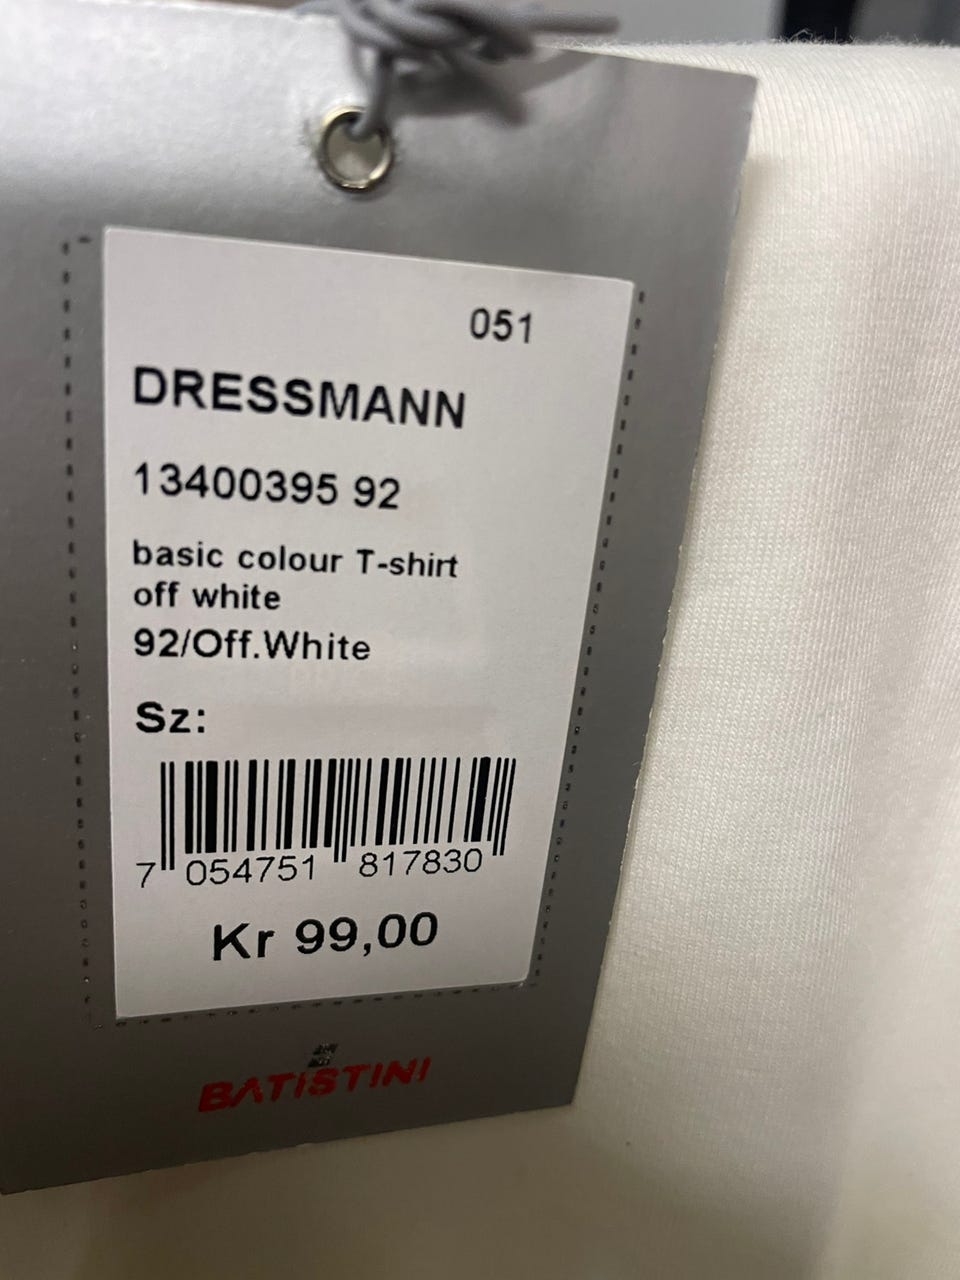 051
DRESSMANN
13400395 92
basic colour T-shirt
off white
92/Off.White
Sz:
7 054751 817830
Kr 99,00
BATISTINI